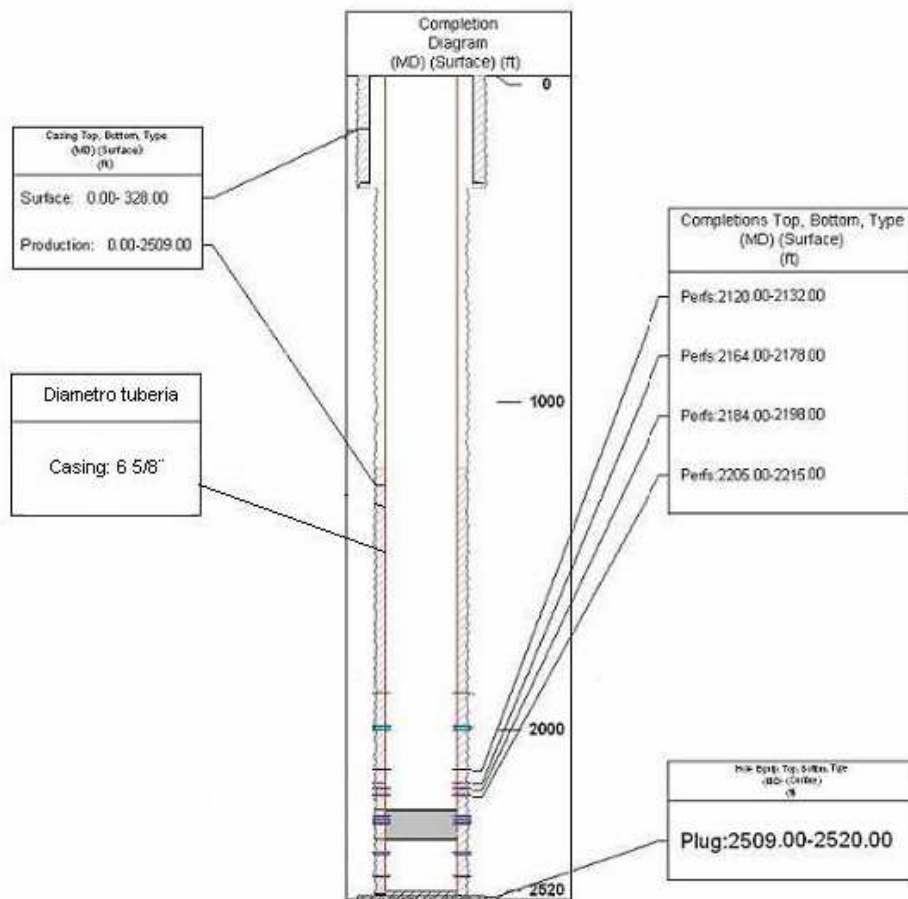 Completion
Diagram
(MD) (Surface) (ft)
0
Casing Top, Bottom, Type
(MD) (Surface)
(ft)
Surface: 0.00- 328.00
Production: 0.00-2509.00
Completions Top, Bottom, Type
(MD) (Surface)
(ft)
Perfs:2120.00-2132.00
Perfs:2164.00-2178.00
Perfs:2184.00-2198.00
Perfs:2205.00-2215.00
Diametro tuberia
Casing: 6 5/8¨
1000
2000
Top, Bottom, Type
Plug:2509.00-2520.00
2520